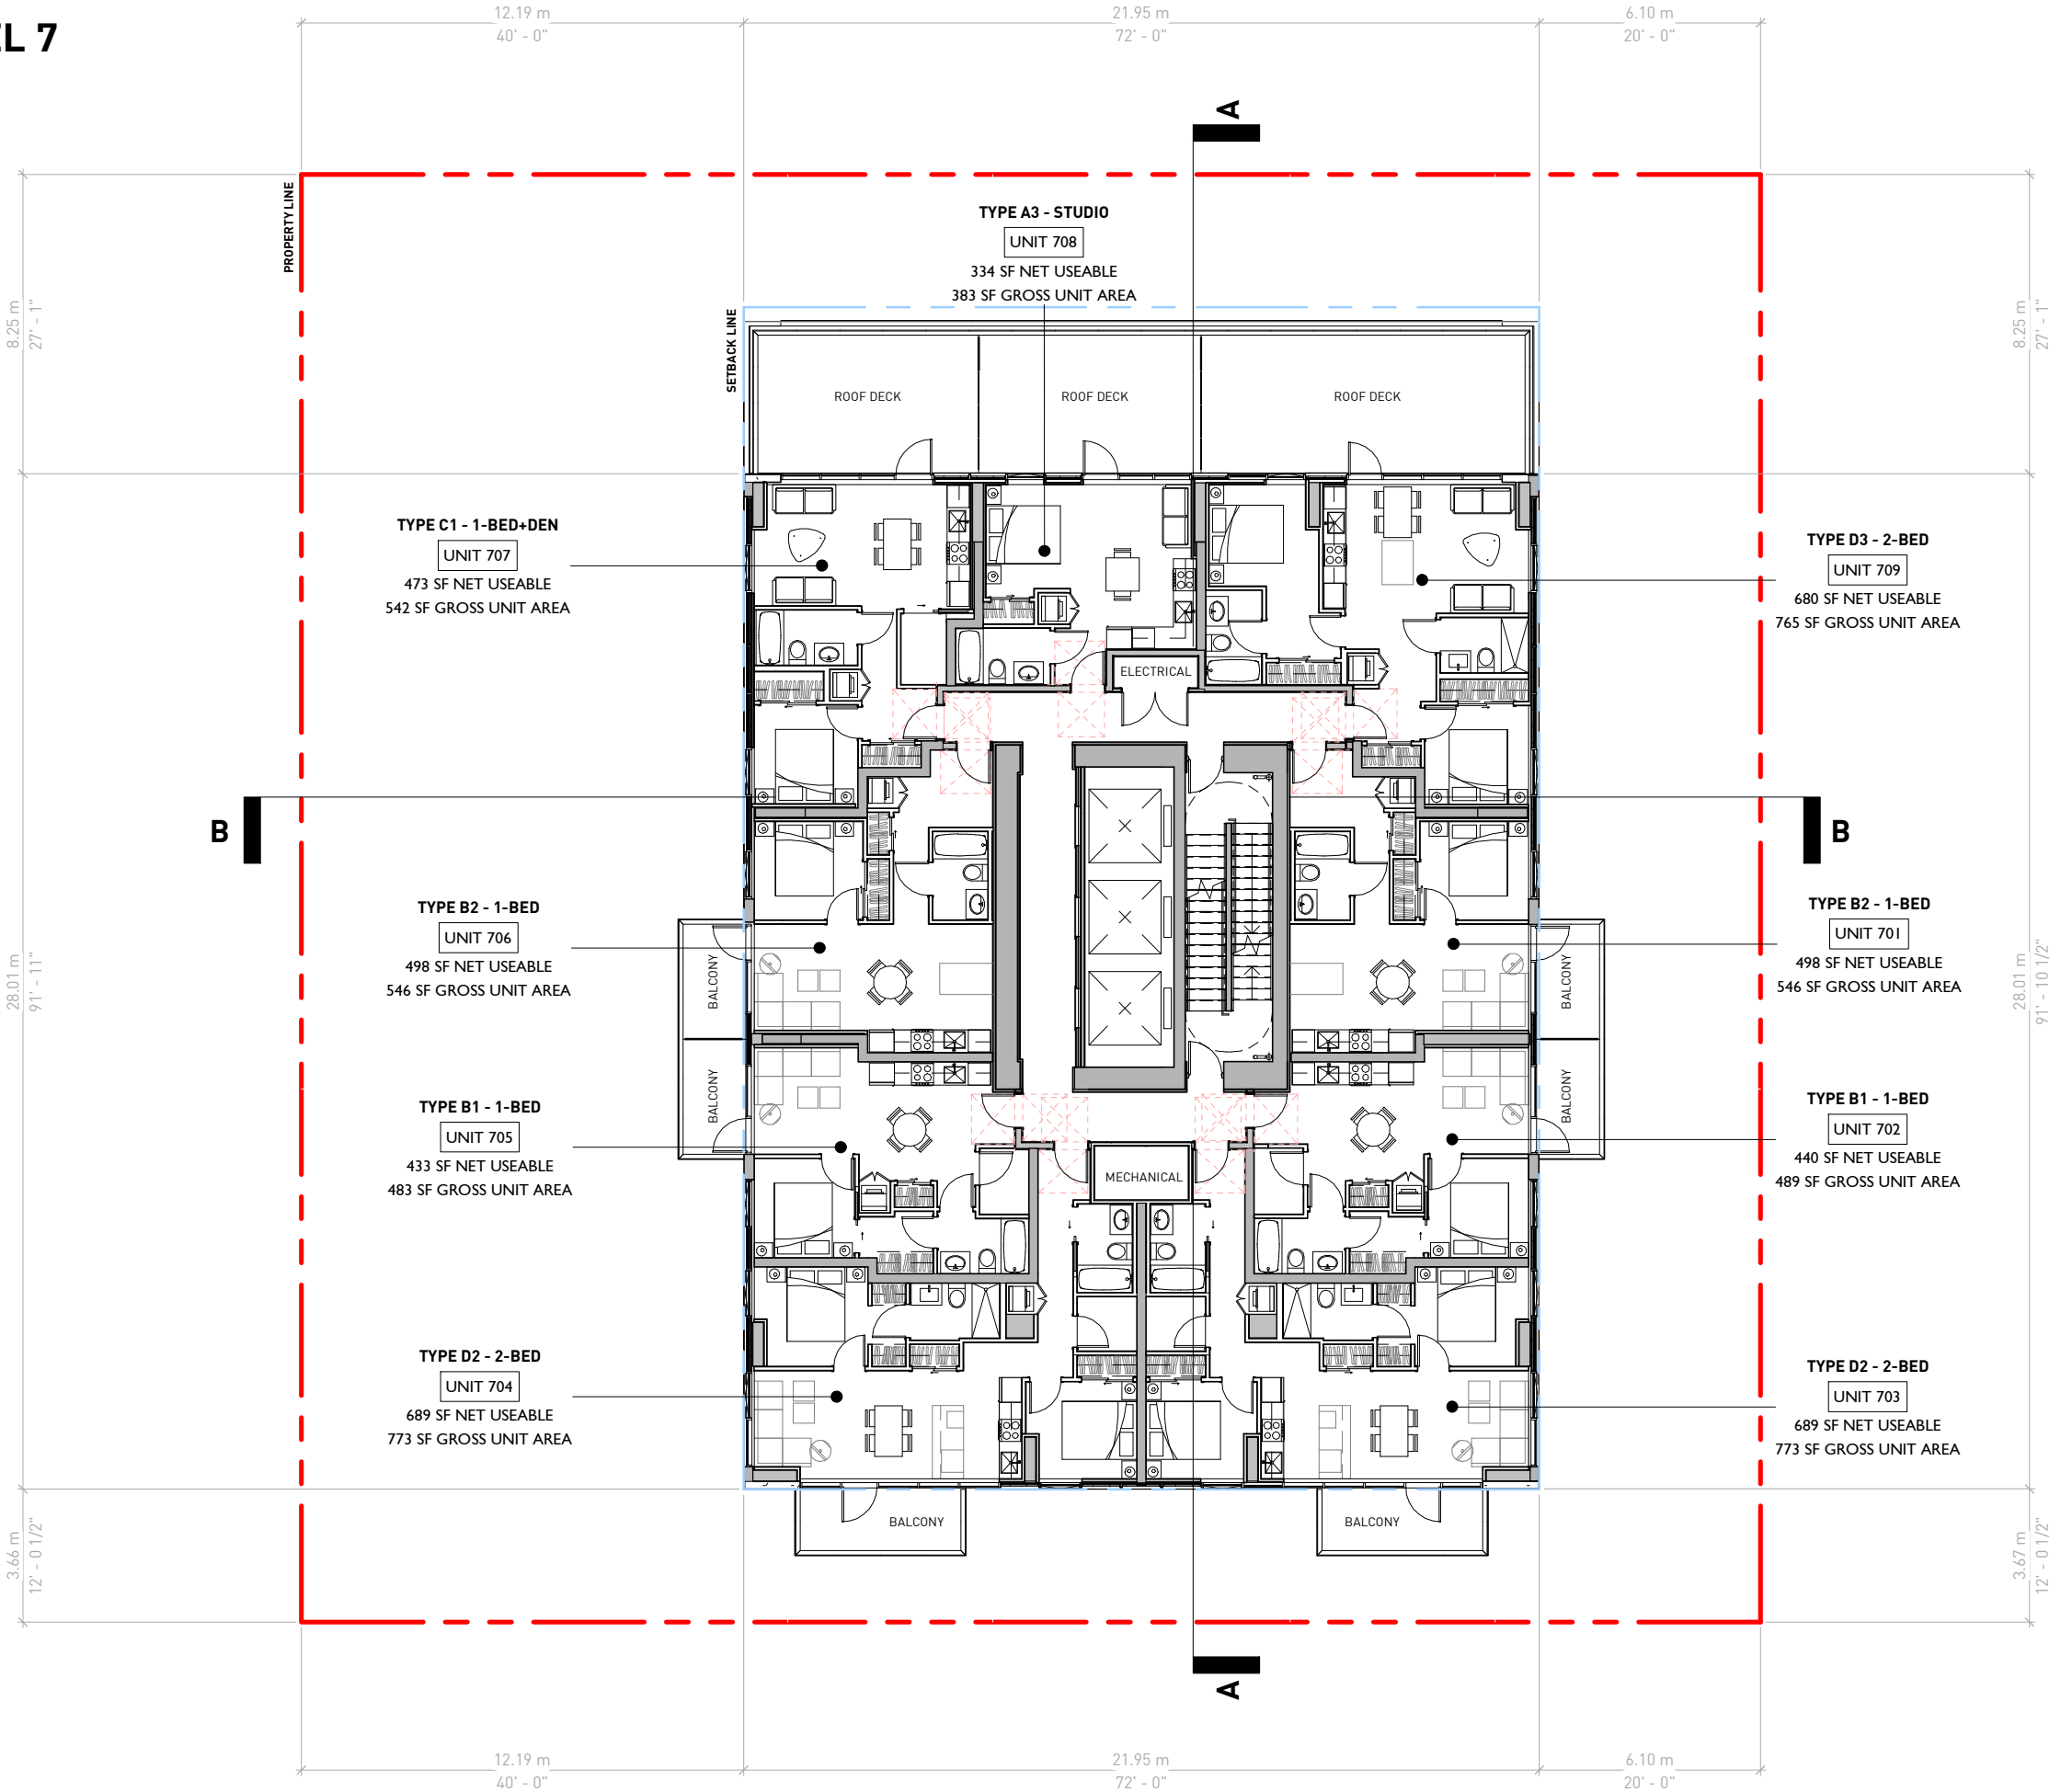 EL 7
12.19 m
40' - 0"
21.95 m
72' - 0"
6.10 m
20' - 0"
A
PROPERTY LINE
SETBACK LINE
8.25 m
27' - 1"
8.25 m
27' - 1"
TYPE A3 - STUDIO
UNIT 708
334 SF NET USEABLE
383 SF GROSS UNIT AREA
ROOF DECK
ROOF DECK
ROOF DECK
TYPE C1 - 1-BED+DEN
UNIT 707
473 SF NET USEABLE
542 SF GROSS UNIT AREA
TYPE D3 - 2-BED
UNIT 709
680 SF NET USEABLE
765 SF GROSS UNIT AREA
ELECTRICAL
B
B
TYPE B2 - 1-BED
UNIT 706
498 SF NET USEABLE
546 SF GROSS UNIT AREA
TYPE B2 - 1-BED
UNIT 701
498 SF NET USEABLE
546 SF GROSS UNIT AREA
28.01 m
91' - 11"
28.01 m
91' - 10 1/2"
BALCONY
BALCONY
BALCONY
BALCONY
TYPE B1 - 1-BED
UNIT 705
433 SF NET USEABLE
483 SF GROSS UNIT AREA
TYPE B1 - 1-BED
UNIT 702
440 SF NET USEABLE
489 SF GROSS UNIT AREA
MECHANICAL
TYPE D2 - 2-BED
UNIT 704
689 SF NET USEABLE
773 SF GROSS UNIT AREA
TYPE D2 - 2-BED
UNIT 703
689 SF NET USEABLE
773 SF GROSS UNIT AREA
BALCONY
BALCONY
3.66 m
12' - 0 1/2"
3.67 m
12' - 0 1/2"
A
12.19 m
40' - 0"
21.95 m
72' - 0"
6.10 m
20' - 0"